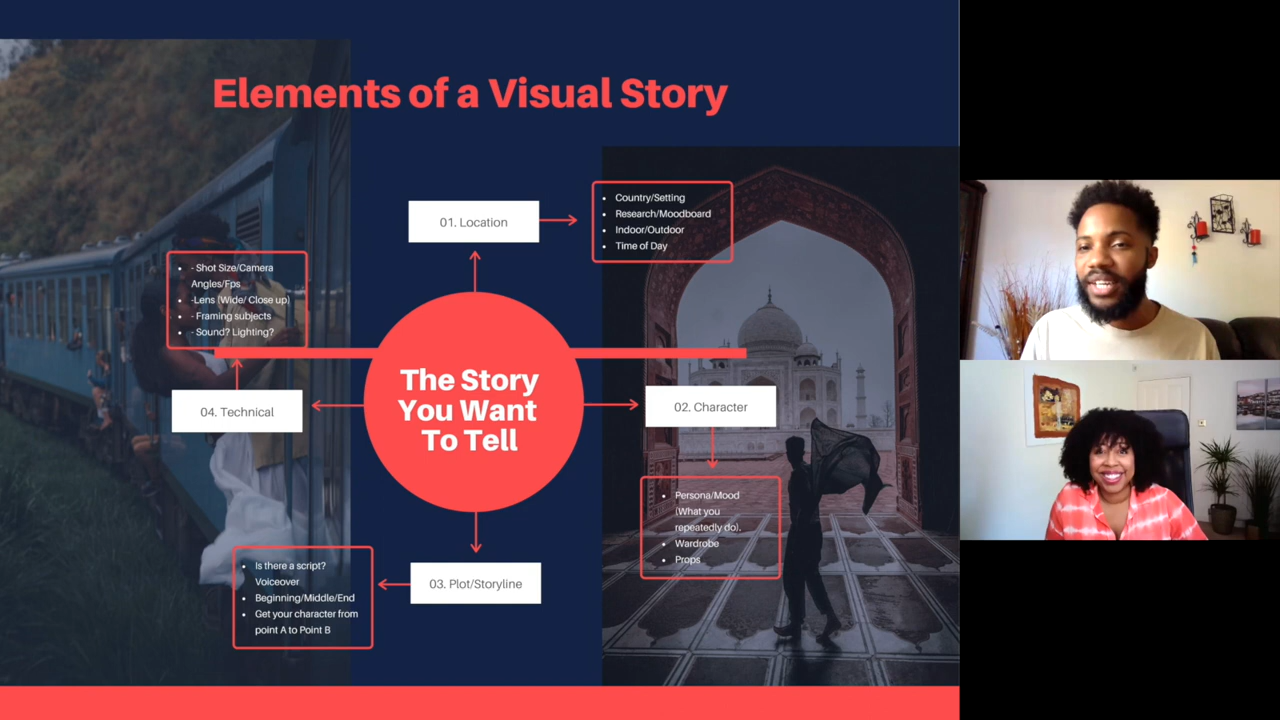 Elements of a Visual Story
01. Location
Country/Setting
Research/Moodboard
Indoor/Outdoor
Time of Day
- Shot Size/Camera
Angles/Fps
-Lens (Wide/ Close up)
- Framing subjects
- Sound? Lighting?
The Story
You Want
To Tell
04. Technical
02. Character
Persona/Mood
(What you
repeatedly do).
Wardrobe
Props
03. Plot/Storyline
Is there a script?
Voiceover
Beginning/Middle/End
Get your character from
point A to Point B